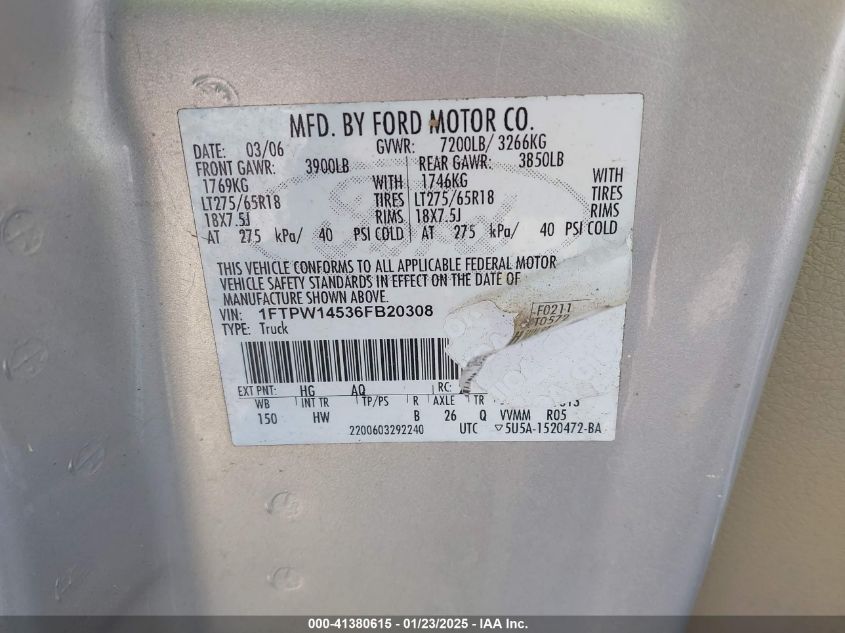 MFD. BY FORD MOTOR CO.
DATE: 03/06 GVWR: 7200LB/ 3266KG
FRONT GAWR: 3900LB REAR GAWR: 3850LB
1769KG WITH 1746KG WITH
LT275/65R18 TIRES LT275/65R18 TIRES
18X7.5J RIMS 18X7.5J RIMS
AT 275 kPa/ 40 PSI COLD AT 275 kPa/ 40 PSI COLD
THIS VEHICLE CONFORMS TO ALL APPLICABLE FEDERAL MOTOR
VEHICLE SAFETY STANDARDS IN EFFECT ON THE DATE OF
MANUFACTURE SHOWN ABOVE.
VIN: 1FTPW14536FB20308
TYPE: Truck
F0211
T0572
EXT PNT: HG AQ RC:
WB INT TR TP/PS R AXLE TR
150 HW B 26 Q VVMM R05
2200603292240 UTC ▽5U5A-1520472-BA
000-41380615 - 01/23/2025 - IAA Inc.